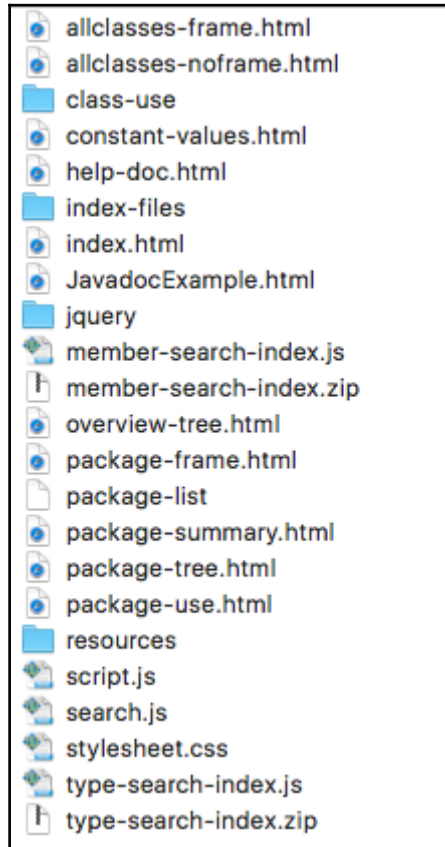 allclasses-frame.html
allclasses-noframe.html
class-use
constant-values.html
help-doc.html
index-files
index.html
JavadocExample.html
jquery
member-search-index.js
member-search-index.zip
overview-tree.html
package-frame.html
package-list
package-summary.html
package-tree.html
package-use.html
resources
script.js
search.js
stylesheet.css
type-search-index.js
type-search-index.zip